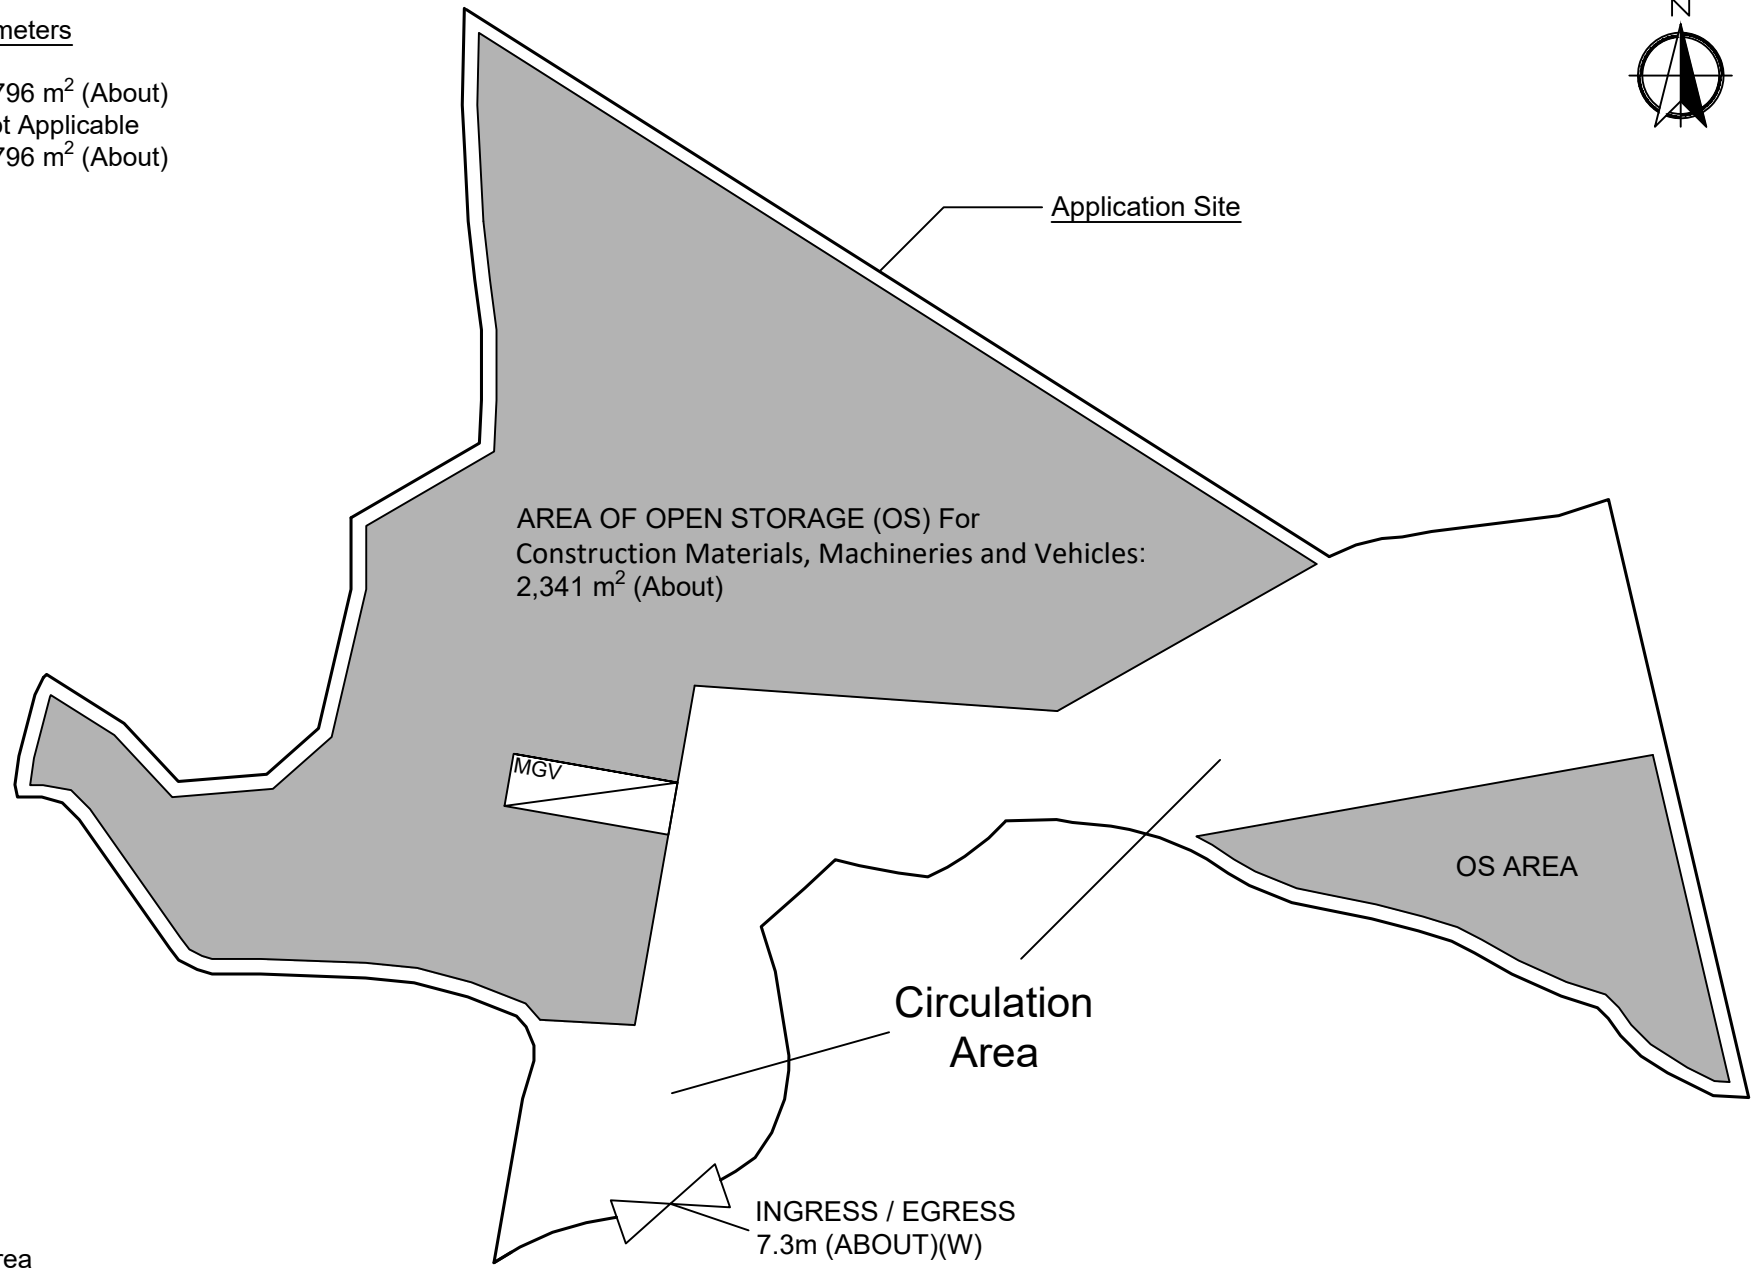 meters
796 m² (About)
ot Applicable
796 m² (About)
N
Application Site
AREA OF OPEN STORAGE (OS) For
Construction Materials, Machineries and Vehicles:
2,341 m² (About)
MGV
OS AREA
Circulation
Area
INGRESS / EGRESS
7.3m (ABOUT)(W)
rea